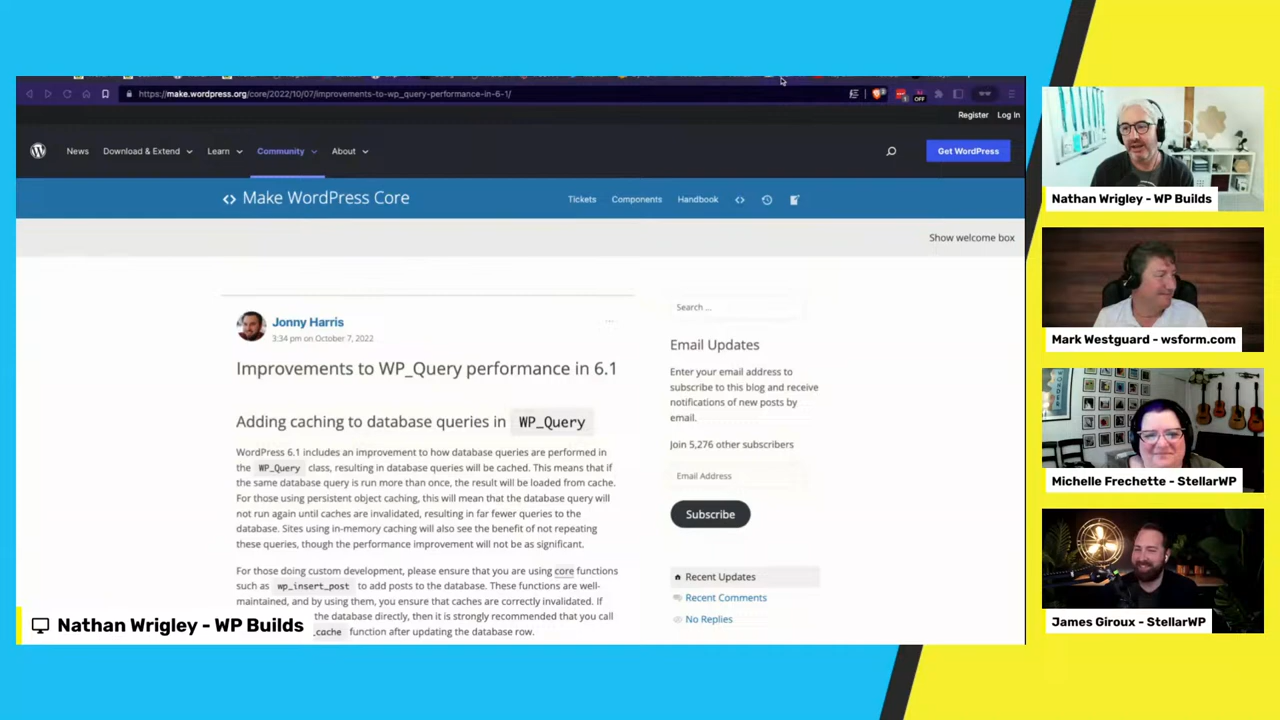 https://make.wordpress.org/core/2022/10/07/improvements-to-wp_query-performance-in-6-1/
OFF
Register Log In
News Download & Extend Learn Community About Get WordPress
<> Make WordPress Core Tickets Components Handbook <>
Show welcome box
Jonny Harris
3:34 pm on October 7, 2022
Improvements to WP_Query performance in 6.1
Adding caching to database queries in WP_Query
WordPress 6.1 includes an improvement to how database queries are performed in
the WP_Query class, resulting in database queries will be cached. This means that if
the same database query is run more than once, the result will be loaded from cache.
For those using persistent object caching, this will mean that the database query will
not run again until caches are invalidated, resulting in far fewer queries to the
database. Sites using in-memory caching will also see the benefit of not repeating
these queries, though the performance improvement will not be as significant.
For those doing custom development, please ensure that you are using core functions
such as wp_insert_post to add posts to the database. These functions are well-
maintained, and by using them, you ensure that caches are correctly invalidated. If
the database directly, then it is strongly recommended that you call
_cache function after updating the database row.
Search ...
Email Updates
Enter your email address to
subscribe to this blog and receive
notifications of new posts by
email.
Join 5,276 other subscribers
Email Address
Subscribe
Recent Updates
Recent Comments
No Replies
Nathan Wrigley - WP Builds
Nathan Wrigley - WP Builds
Mark Westguard - wsform.com
Michelle Frechette - StellarWP
James Giroux - StellarWP